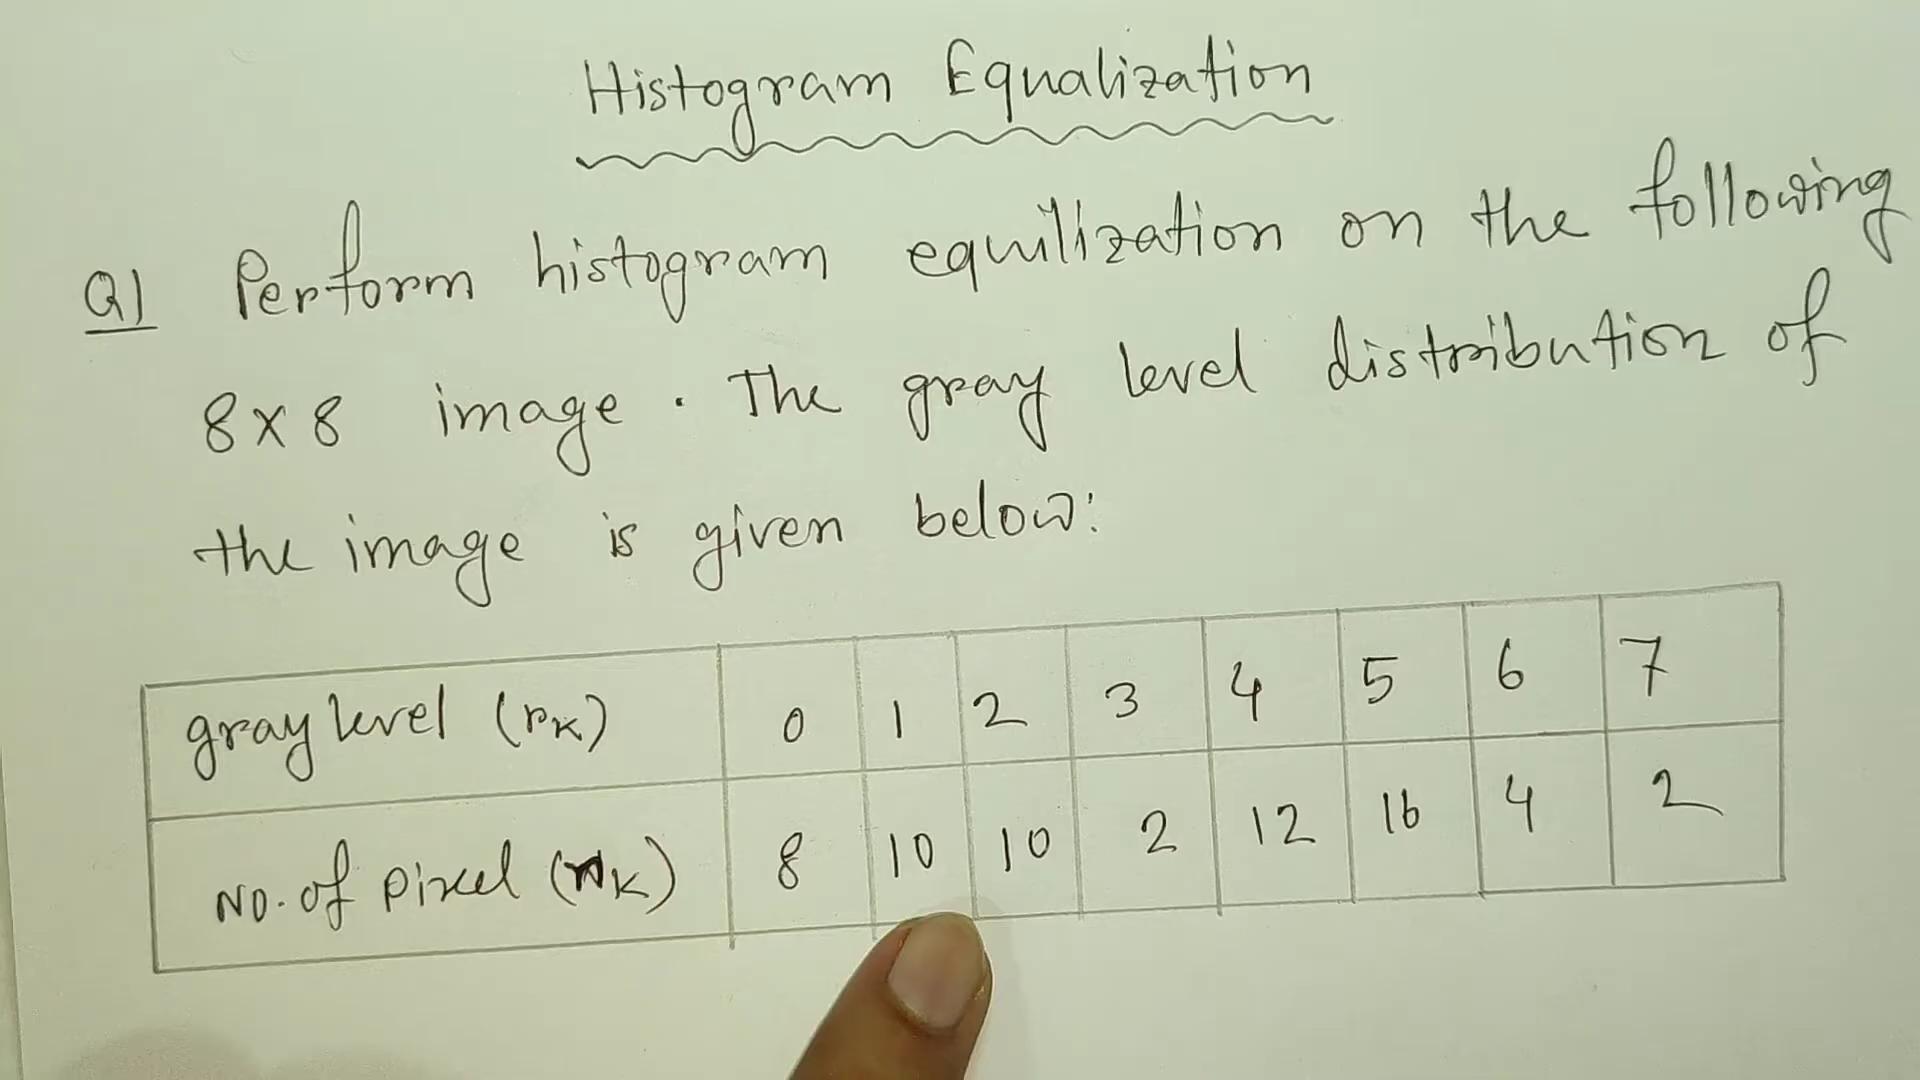 Histogram Equalization
Q1 Perform histogram equilization on the following
8x8 image. The gray level distribution of
the image is given below:
gray level (rk) 0 1 2 3 4 5 6 7
No. of pixel (nk) 8 10 10 2 12 16 4 2